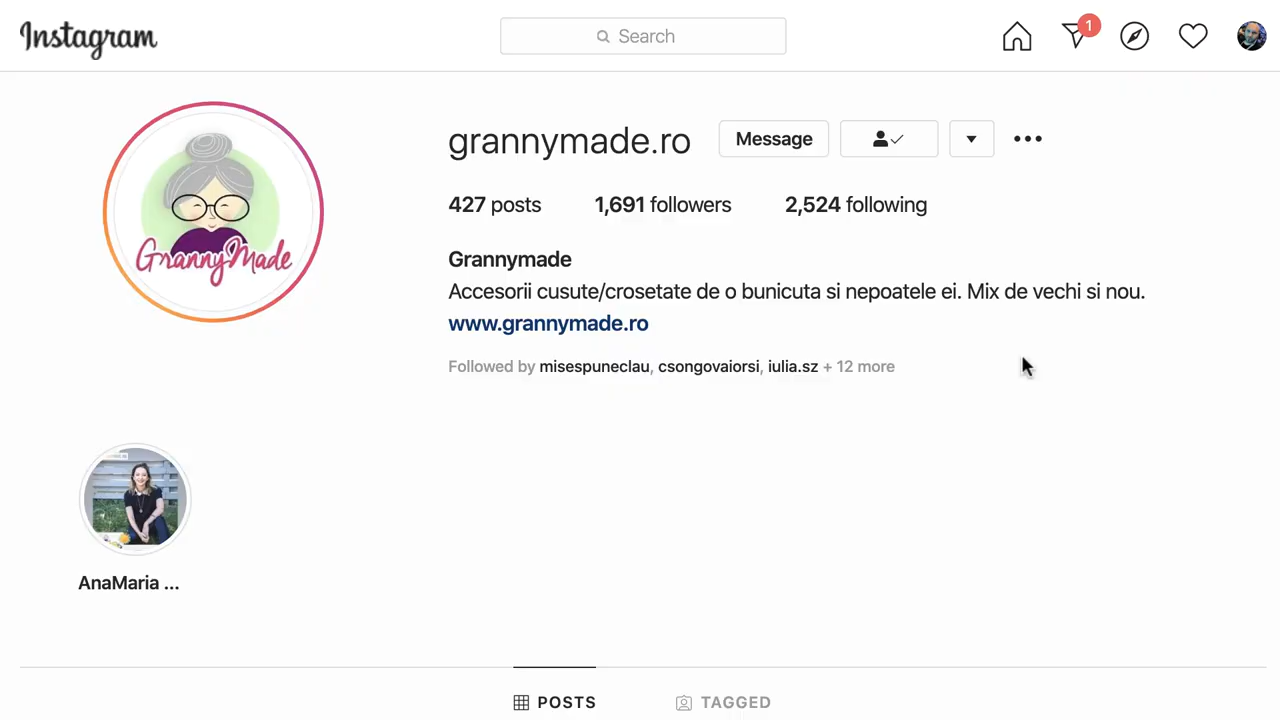 Instagram
Search
1
GrannyMade
grannymade.ro
Message
427 posts
1,691 followers
2,524 following
Grannymade
Accesorii cusute/crosetate de o bunicuta si nepoatele ei. Mix de vechi si nou.
www.grannymade.ro
Followed by misespuneclau, csongovaiorsi, iulia.sz + 12 more
AnaMaria ...
POSTS
TAGGED